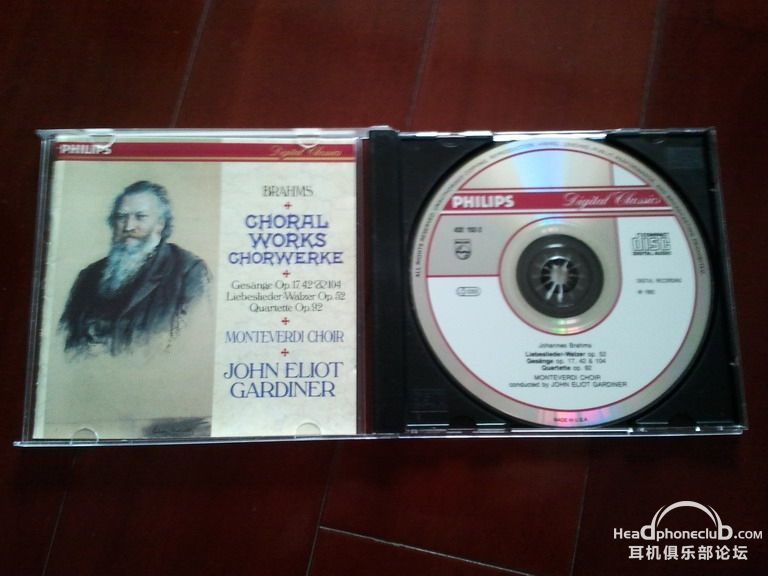 PHILIPS
Digital Classics
BRAHMS
CHORAL
WORKS
CHORWERKE
Gesänge Op. 17, 42 & 104
Liebeslieder-Walzer Op. 52
Quartette Op. 92
MONTEVERDI CHOIR
JOHN ELIOT
GARDINER
PHILIPS
Digital Classics
COMPACT
disc
DIGITAL AUDIO
DIGITAL RECORDING
Johannes Brahms
Liebeslieder-Walzer op. 52
Gesänge op. 17, 42 & 104
Quartette op. 92
MONTEVERDI CHOIR
conducted by JOHN ELIOT GARDINER
MADE IN U.S.A.
Headphoneclub.com
耳机俱乐部论坛